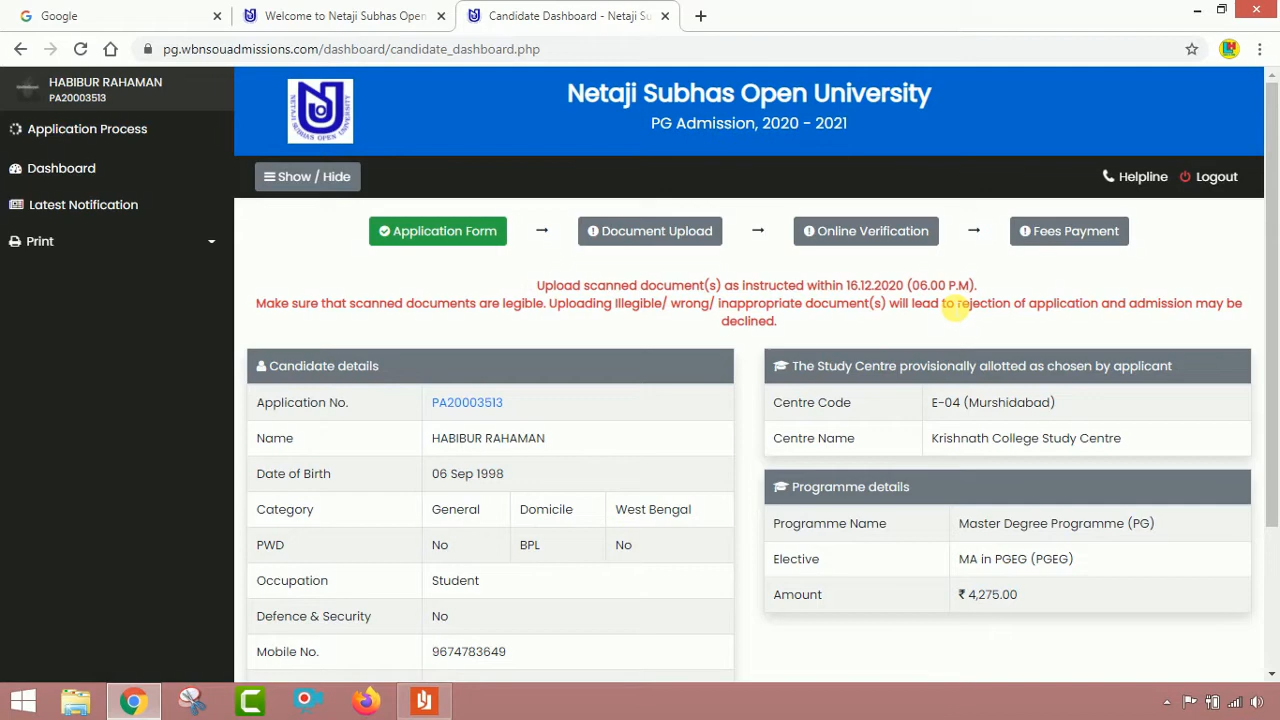 Google
Welcome to Netaji Subhas Open
Candidate Dashboard - Netaji Su
pg.wbnsouadmissions.com/dashboard/candidate_dashboard.php
HABIBUR RAHAMAN
PA20003513
Application Process
Dashboard
Latest Notification
Print
NETAJI SUBHAS OPEN UNIVERSITY
Netaji Subhas Open University
PG Admission, 2020 - 2021
Show / Hide
Helpline Logout
Application Form → Document Upload → Online Verification → Fees Payment
Upload scanned document(s) as instructed within 16.12.2020 (06.00 P.M).
Make sure that scanned documents are legible. Uploading Illegible/ wrong/ inappropriate document(s) will lead to rejection of application and admission may be
declined.
Candidate details
Application No. PA20003513
Name HABIBUR RAHAMAN
Date of Birth 06 Sep 1998
Category General Domicile West Bengal
PWD No BPL No
Occupation Student
Defence & Security No
Mobile No. 9674783649
The Study Centre provisionally allotted as chosen by applicant
Centre Code E-04 (Murshidabad)
Centre Name Krishnath College Study Centre
Programme details
Programme Name Master Degree Programme (PG)
Elective MA in PGEG (PGEG)
Amount ₹ 4,275.00